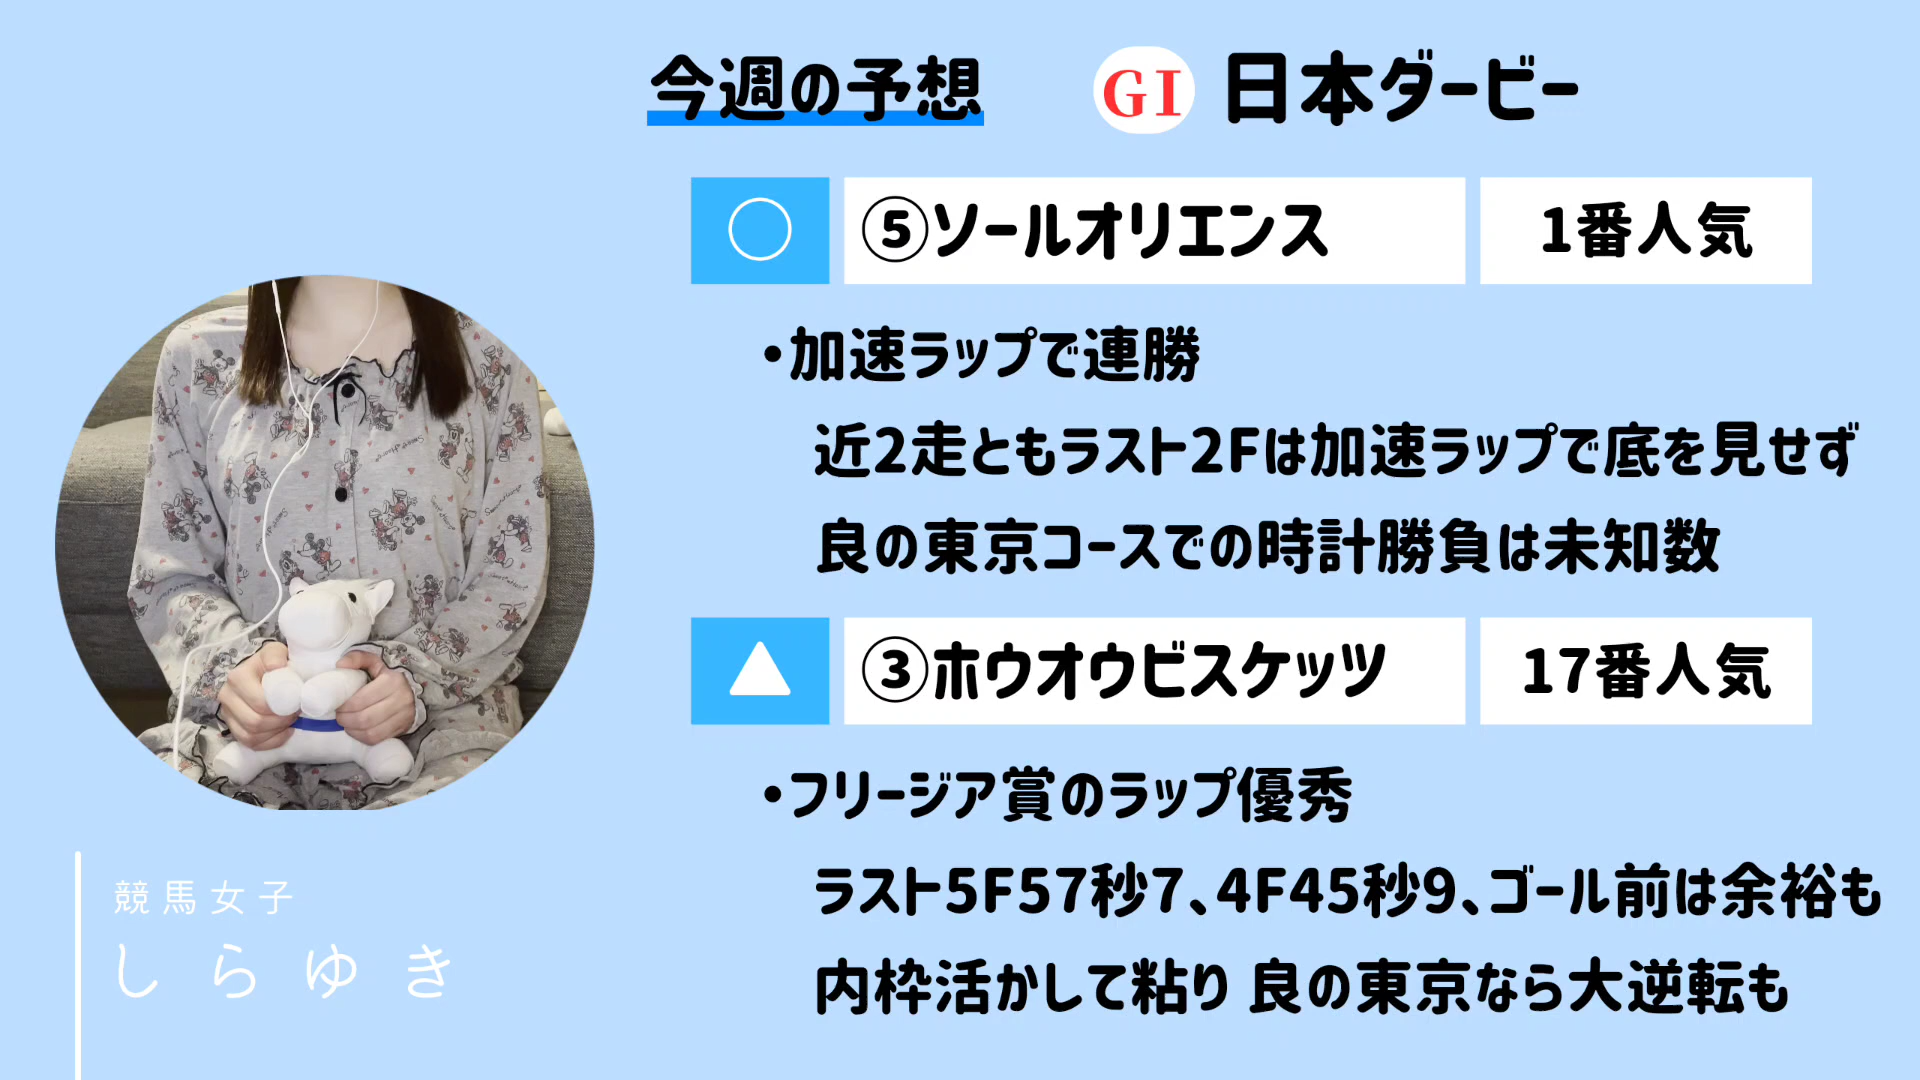 今週の予想 GI 日本ダービー
○ ⑤ソールオリエンス 1番人気
・加速ラップで連勝
近2走ともラスト2Fは加速ラップで底を見せず
良の東京コースでの時計勝負は未知数
▲ ③ホウオウビスケッツ 17番人気
・フリージア賞のラップ優秀
ラスト5F57秒7、4F45秒9、ゴール前は余裕も
内枠活かして粘り 良の東京なら大逆転も
競馬女子
しらゆき